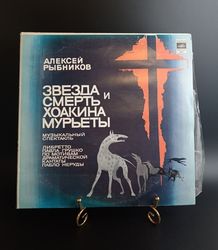 АЛЕКСЕЙ
РЫБНИКОВ
ЗВЕЗДА
И
СМЕРТЬ
ХОАКИНА
МУРЬЕТЫ
МУЗЫКАЛЬНЫЙ
СПЕКТАКЛЬ
ЛИБРЕТТО
ПАВЛА ГРУШКО
ПО МОТИВАМ
ДРАМАТИЧЕСКОЙ
КАНТАТЫ
ПАБЛО НЕРУДЫ